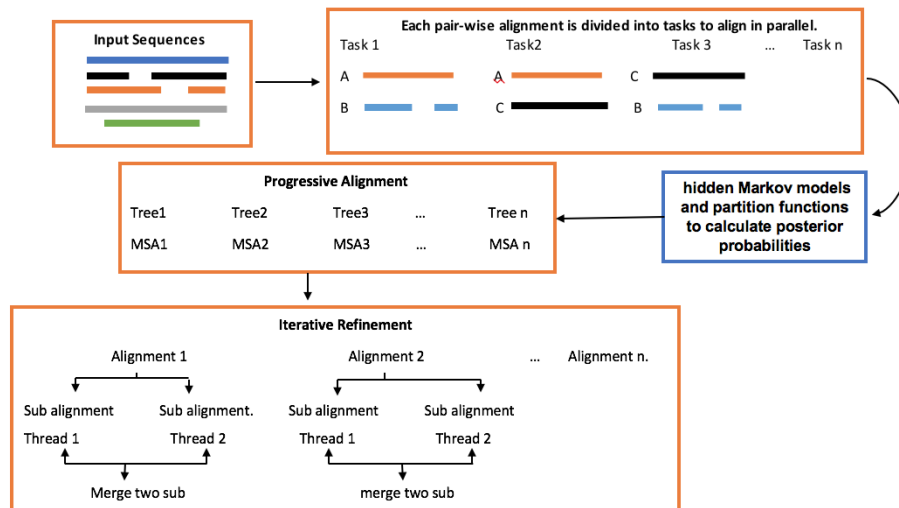 Input Sequences
Each pair-wise alignment is divided into tasks to align in parallel.
Task 1 Task2 Task 3 ... Task n
A A C
B C B
hidden Markov models
and partition functions
to calculate posterior
probabilities
Progressive Alignment
Tree1 Tree2 Tree3 ... Tree n
MSA1 MSA2 MSA3 ... MSA n
Iterative Refinement
Alignment 1 Alignment 2 ... Alignment n.
Sub alignment Sub alignment. Sub alignment Sub alignment
Thread 1 Thread 2 Thread 1 Thread 2
Merge two sub merge two sub